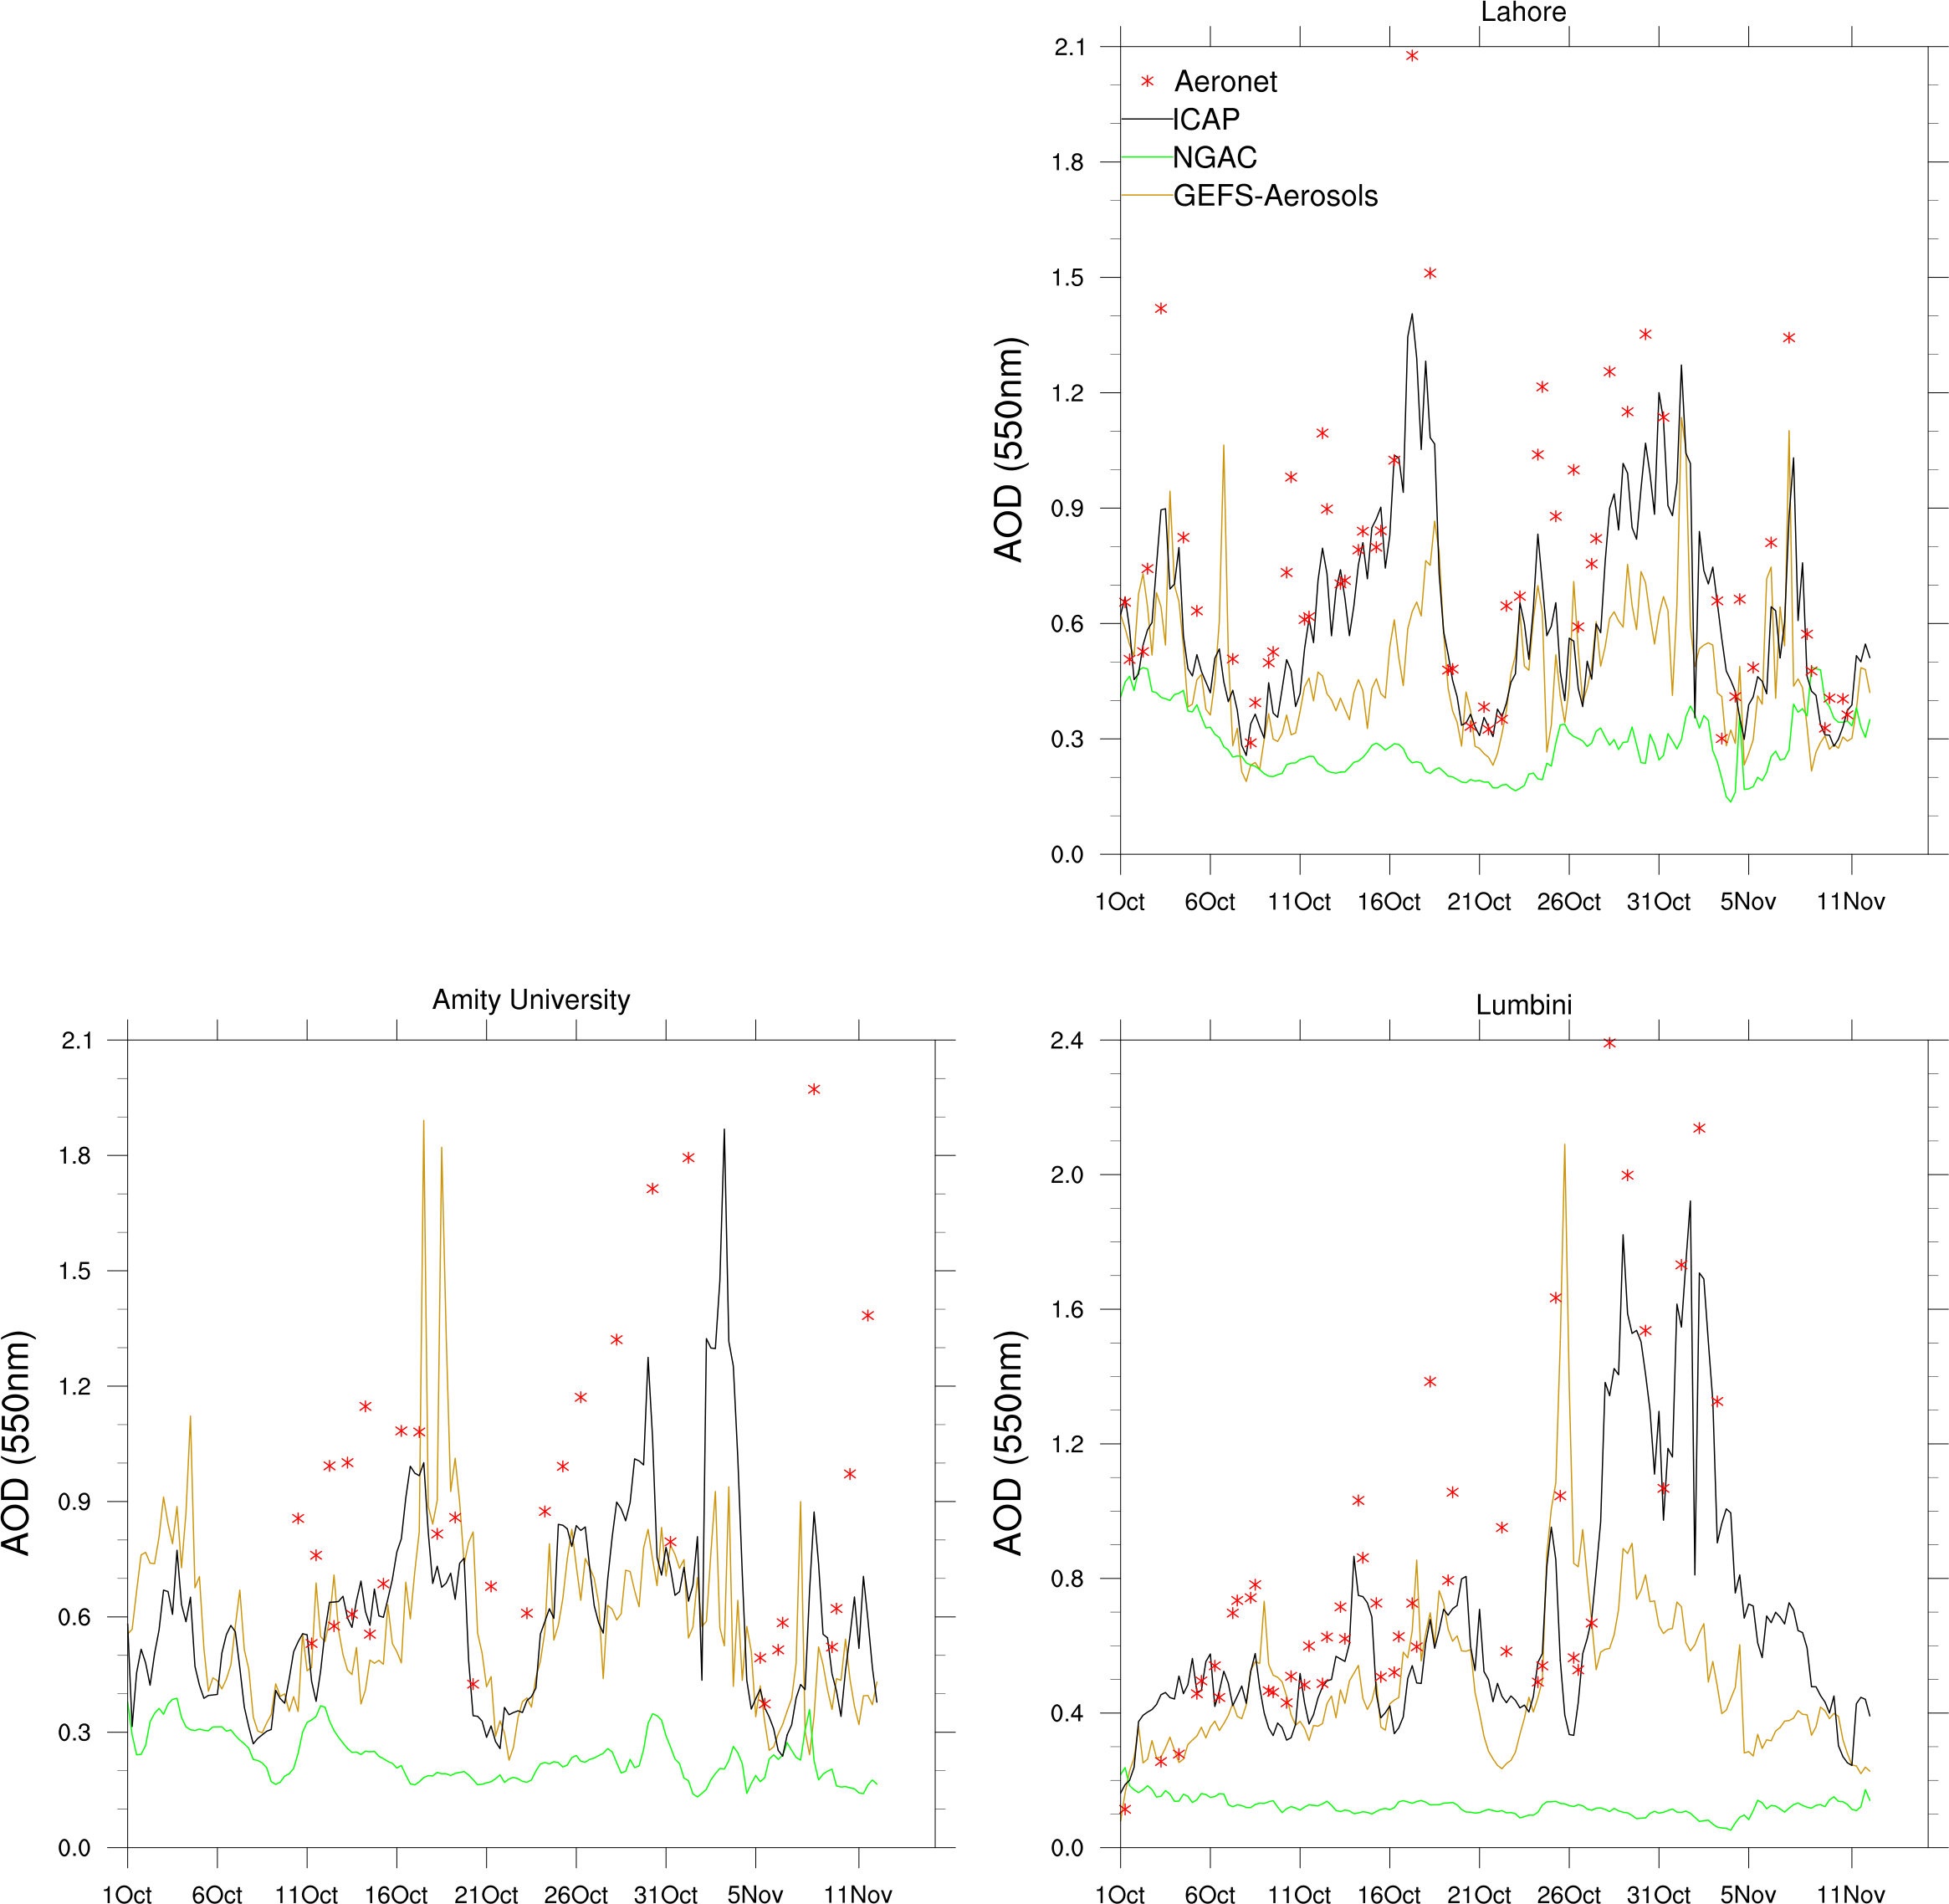 Lahore
2.1
1.8
1.5
1.2
0.9
0.6
0.3
0.0
AOD (550nm)
Aeronet
ICAP
NGAC
GEFS-Aerosols
1Oct 6Oct 11Oct 16Oct 21Oct 26Oct 31Oct 5Nov 11Nov
Amity University
2.1
1.8
1.5
1.2
0.9
0.6
0.3
0.0
AOD (550nm)
1Oct 6Oct 11Oct 16Oct 21Oct 26Oct 31Oct 5Nov 11Nov
Lumbini
2.4
2.0
1.6
1.2
0.8
0.4
0.0
AOD (550nm)
1Oct 6Oct 11Oct 16Oct 21Oct 26Oct 31Oct 5Nov 11Nov